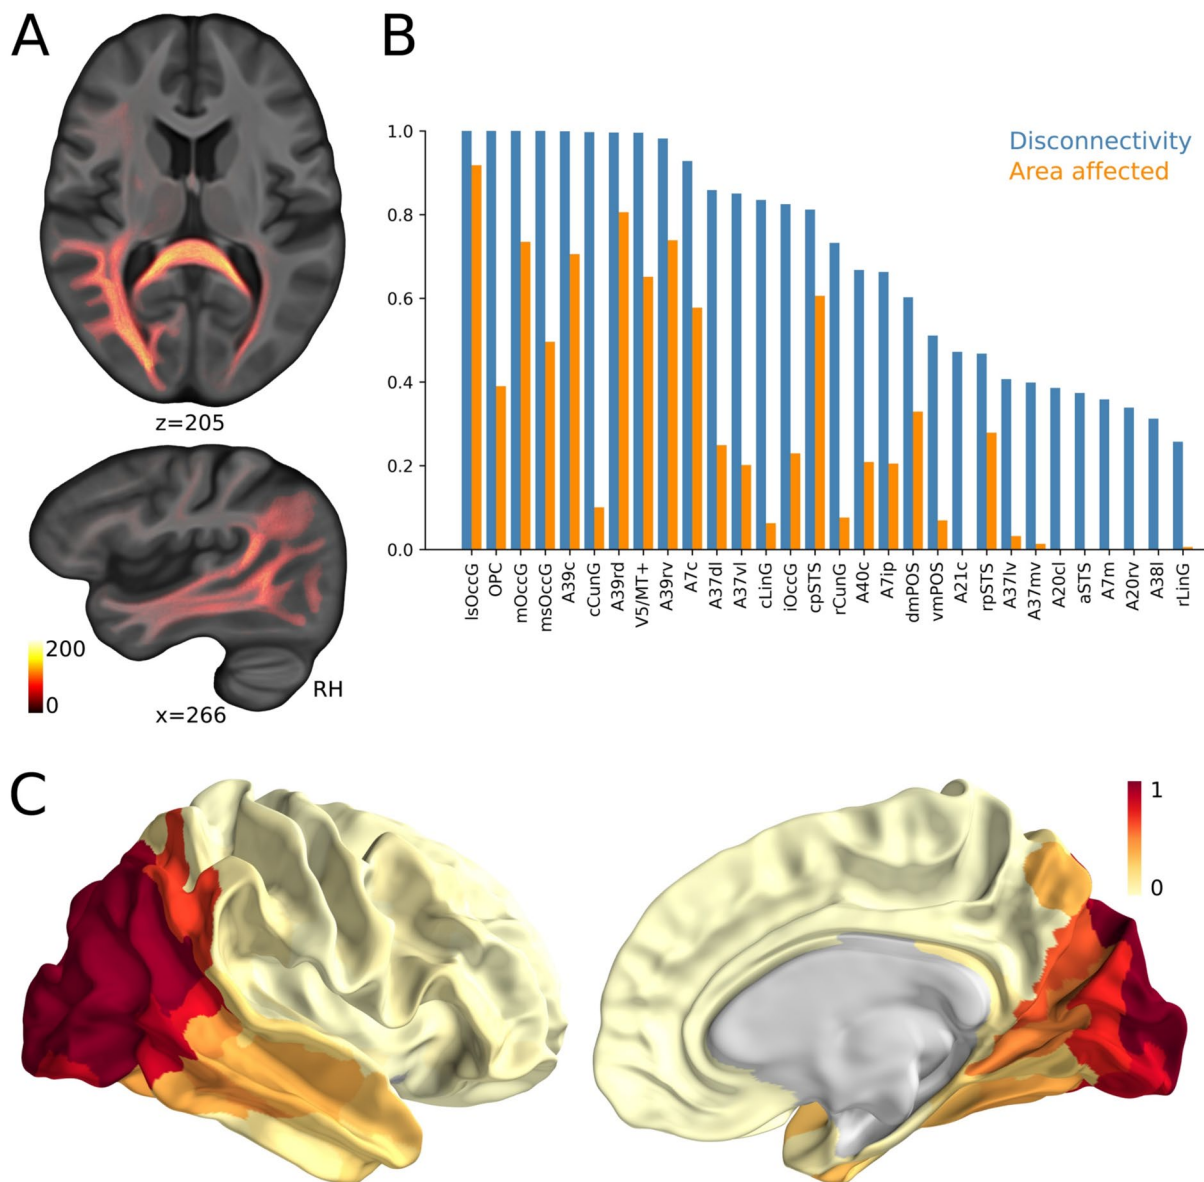 A
z=205
200
0
x=266
RH
B
1.0
0.8
0.6
0.4
0.2
0.0
Disconnectivity
Area affected
lsOccG
OPC
mOccG
msOccG
A39c
cCunG
A39rd
V5/MT+
A39rv
A7c
A37dl
A37vl
cLinG
iOccG
cpSTS
rCunG
A40c
A7ip
dmPOS
vmPOS
A21c
rpSTS
A37lv
A37mv
A20cl
aSTS
A7m
A20rv
A38l
rLinG
C
1
0